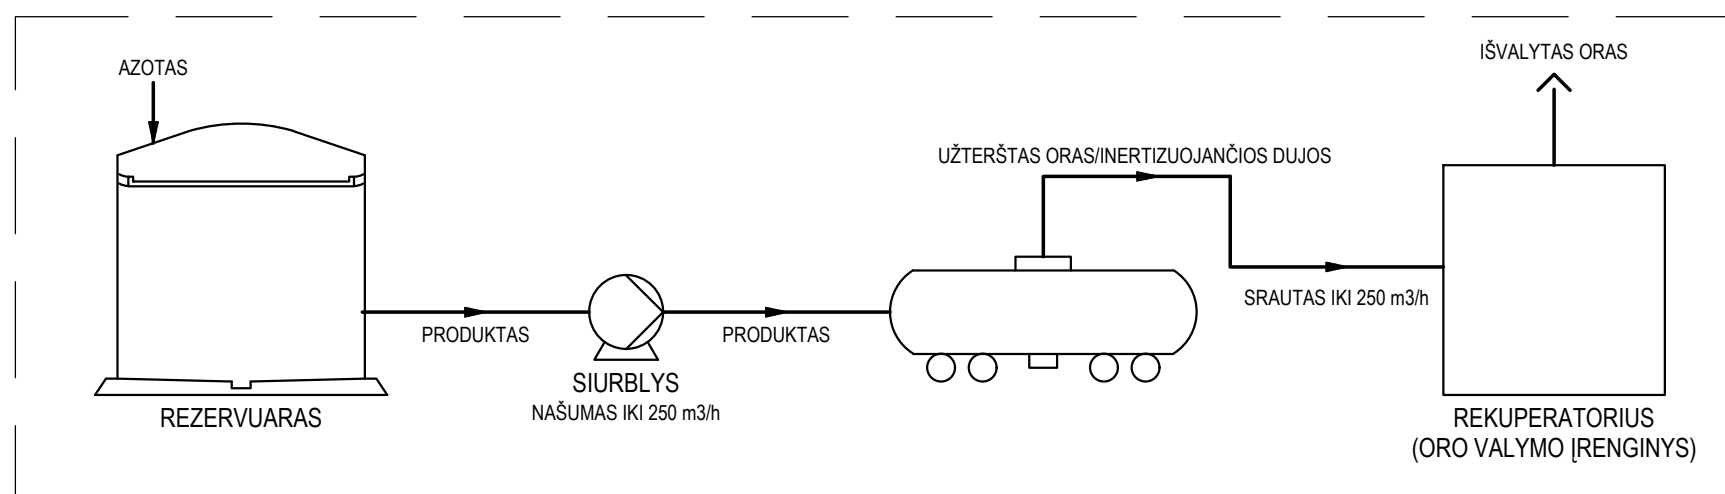 AZOTAS
IŠVALYTAS ORAS
UŽTERŠTAS ORAS/INERTIZUOJANČIOS DUJOS
SRAUTAS IKI 250 m3/h
PRODUKTAS
PRODUKTAS
SIURBLYS
NAŠUMAS IKI 250 m3/h
REZERVUARAS
REKUPERATORIUS
(ORO VALYMO ĮRENGINYS)